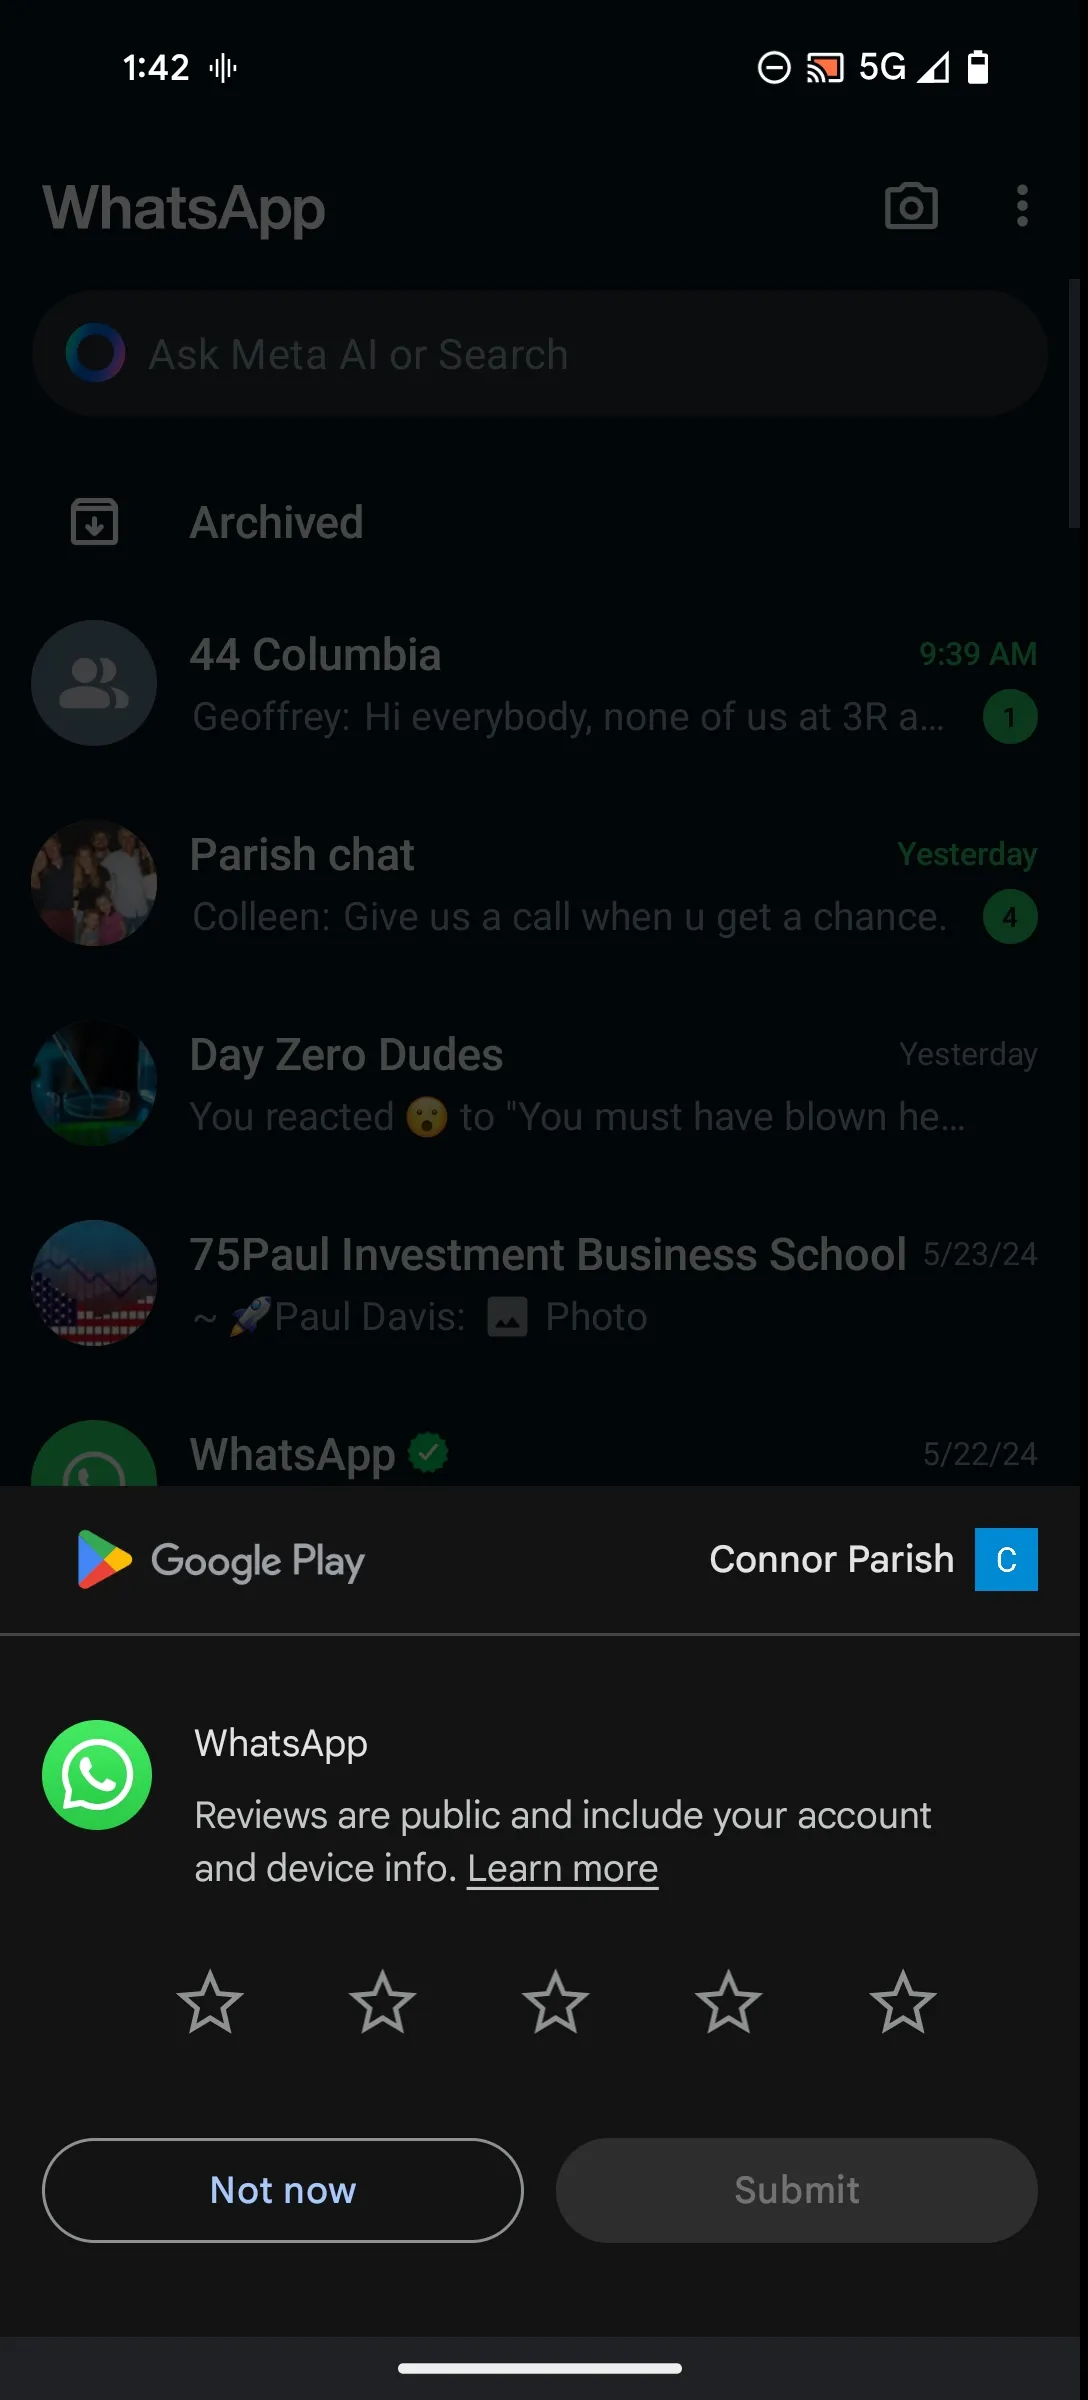 1:42
5G
WhatsApp
Ask Meta AI or Search
Archived
44 Columbia
9:39 AM
Geoffrey: Hi everybody, none of us at 3R a...
1
Parish chat
Yesterday
Colleen: Give us a call when u get a chance.
4
Day Zero Dudes
Yesterday
You reacted 😮 to "You must have blown he...
75Paul Investment Business School
5/23/24
~ 🚀Paul Davis: Photo
WhatsApp
5/22/24
Google Play
Connor Parish
C
WhatsApp
Reviews are public and include your account
and device info. Learn more
Not now
Submit